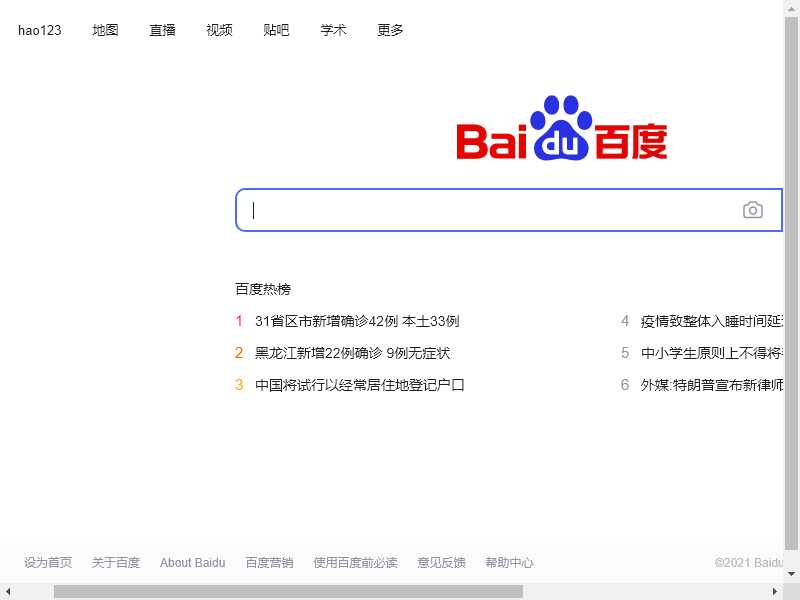 hao123 地图 直播 视频 贴吧 学术 更多
Bai du 百度
百度热榜
1 31省区市新增确诊42例 本土33例
4 疫情致整体入睡时间延
2 黑龙江新增22例确诊 9例无症状
5 中小学生原则上不得将
3 中国将试行以经常居住地登记户口
6 外媒:特朗普宣布新律师
设为首页 关于百度 About Baidu 百度营销 使用百度前必读 意见反馈 帮助中心 ©2021 Baidu